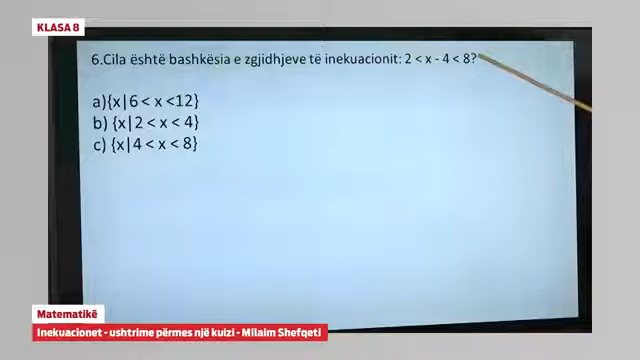 KLASA 8
6.Cila është bashkësia e zgjidhjeve të inekuacionit: 2 < x - 4 < 8?
a){x|6 < x <12}
b) {x|2 < x < 4}
c) {x|4 < x < 8}
Matematikë
Inekuacionet - ushtrime përmes një kuizi - Milaim Shefqeti